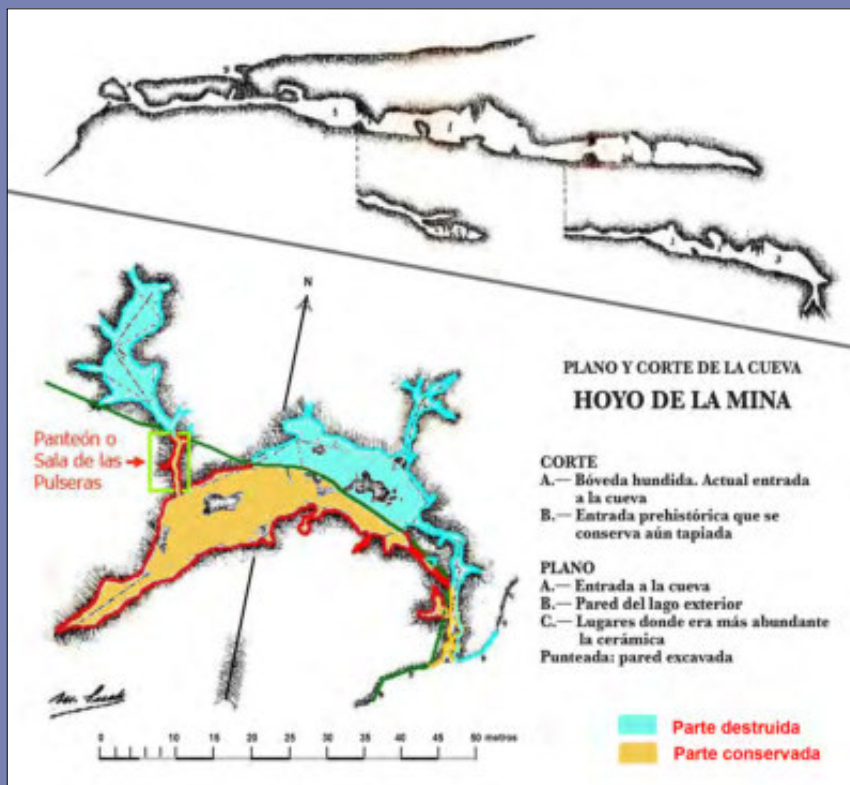 PLANO Y CORTE DE LA CUEVA
HOYO DE LA MINA
CORTE
A.— Bóveda hundida. Actual entrada
a la cueva
B.— Entrada prehistórica que se
conserva aún tapiada
PLANO
A.— Entrada a la cueva
B.— Pared del lago exterior
C.— Lugares donde era más abundante
la cerámica
Punteada: pared excavada
N
Panteón o
Sala de las
Pulseras
0 10 15 20 25 30 35 40 45 50 metros
Parte destruida
Parte conservada